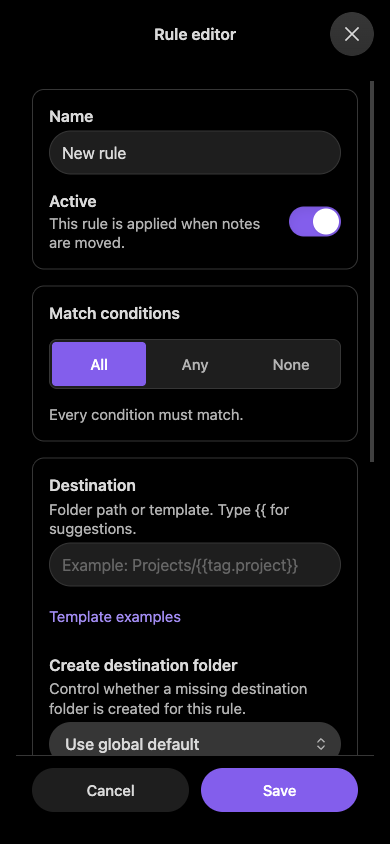 Rule editor
Name
New rule
Active
This rule is applied when notes
are moved.
Match conditions
All
Any
None
Every condition must match.
Destination
Folder path or template. Type {{ for
suggestions.
Example: Projects/{{tag.project}}
Template examples
Create destination folder
Control whether a missing destination
folder is created for this rule.
Use global default
Cancel
Save